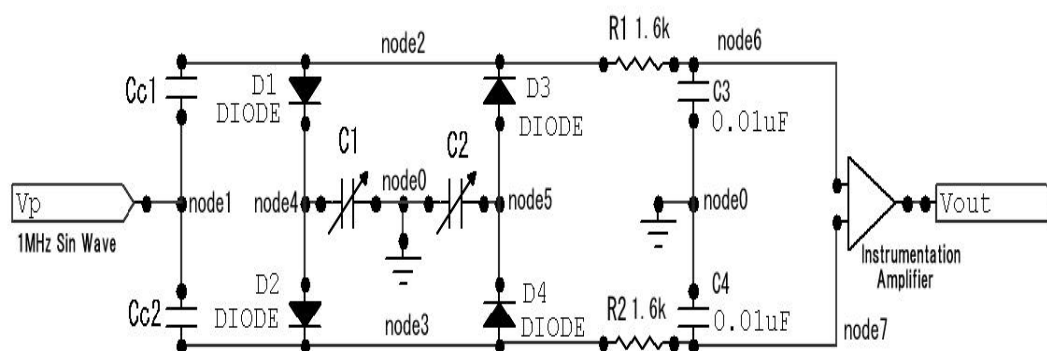 R1 1.6k
node2
node6
Cc1
D1
DIODE
D3
DIODE
C3
0.01uF
C1
C2
node0
Vp
node1
node4
node5
node0
Vout
1MHz Sin Wave
Instrumentation
Amplifier
Cc2
D2
DIODE
D4
DIODE
C4
0.01uF
R2 1.6k
node3
node7